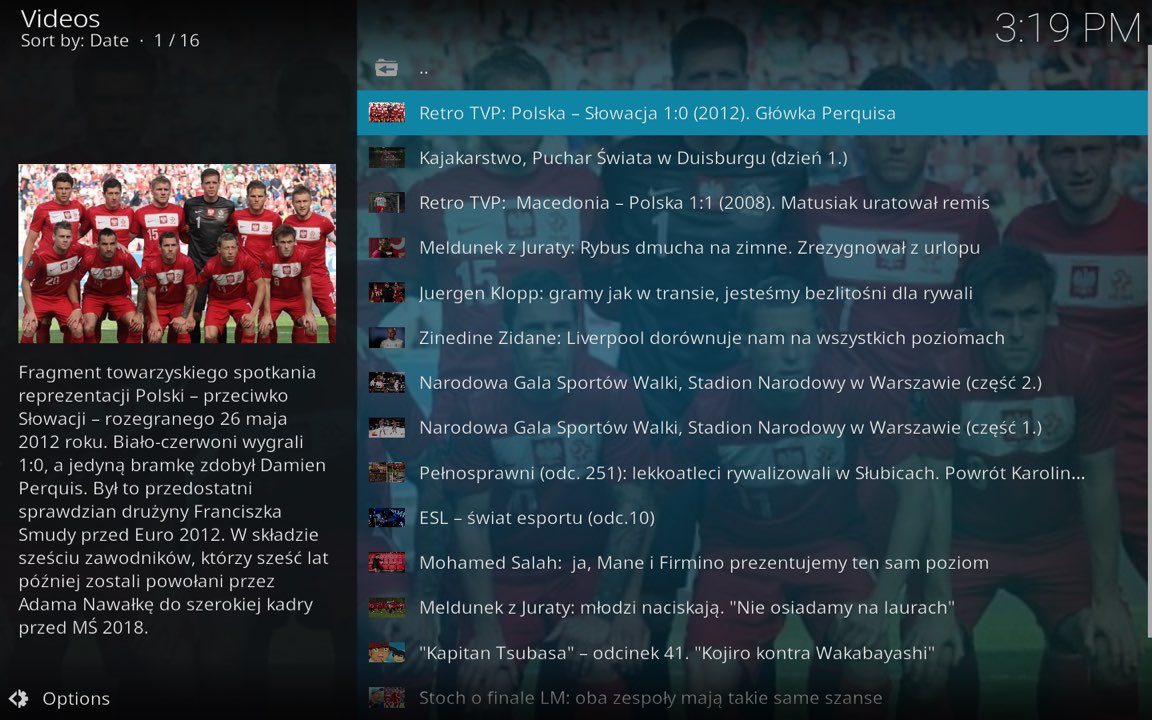 Videos
Sort by: Date · 1 / 16
3:19 PM
..
Retro TVP: Polska – Słowacja 1:0 (2012). Główka Perquisa
Kajakarstwo, Puchar Świata w Duisburgu (dzień 1.)
Retro TVP:  Macedonia – Polska 1:1 (2008). Matusiak uratował remis
Meldunek z Juraty: Rybus dmucha na zimne. Zrezygnował z urlopu
Juergen Klopp: gramy jak w transie, jesteśmy bezlitośni dla rywali
Zinedine Zidane: Liverpool dorównuje nam na wszystkich poziomach
Narodowa Gala Sportów Walki, Stadion Narodowy w Warszawie (część 2.)
Narodowa Gala Sportów Walki, Stadion Narodowy w Warszawie (część 1.)
Pełnosprawni (odc. 251): lekkoatleci rywalizowali w Słubicach. Powrót Karolin...
ESL – świat esportu (odc.10)
Mohamed Salah:  ja, Mane i Firmino prezentujemy ten sam poziom
Meldunek z Juraty: młodzi naciskają. "Nie osiadamy na laurach"
"Kapitan Tsubasa" – odcinek 41. "Kojiro kontra Wakabayashi"
Stoch o finale LM: oba zespoły mają takie same szanse
Fragment towarzyskiego spotkania
reprezentacji Polski – przeciwko
Słowacji – rozegranego 26 maja
2012 roku. Biało-czerwoni wygrali
1:0, a jedyną bramkę zdobył Damien
Perquis. Był to przedostatni
sprawdzian drużyny Franciszka
Smudy przed Euro 2012. W składzie
sześciu zawodników, którzy sześć lat
później zostali powołani przez
Adama Nawałkę do szerokiej kadry
przed MŚ 2018.
Options